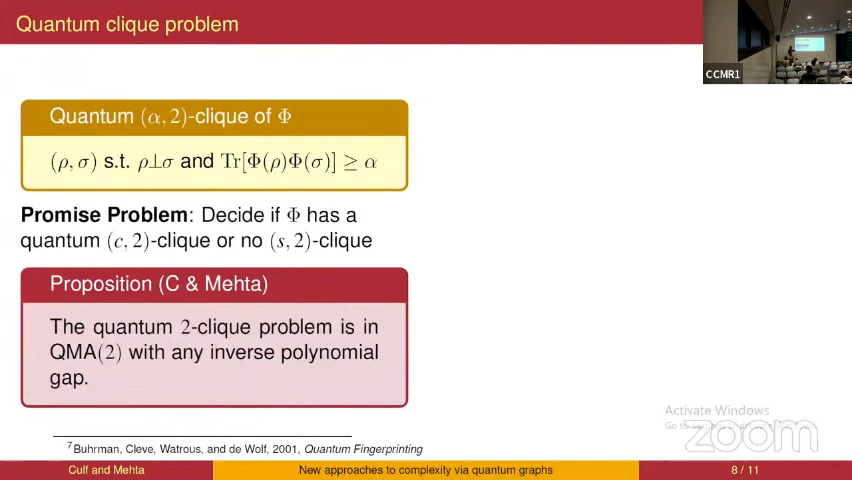 Quantum clique problem
CCMR1
Quantum (α, 2)-clique of Φ
(ρ, σ) s.t. ρ⊥σ and Tr[Φ(ρ)Φ(σ)] ≥ α
Promise Problem: Decide if Φ has a
quantum (c, 2)-clique or no (s, 2)-clique
Proposition (C & Mehta)
The quantum 2-clique problem is in
QMA(2) with any inverse polynomial
gap.
Activate Windows
zoom
7Buhrman, Cleve, Watrous, and de Wolf, 2001, Quantum Fingerprinting
Culf and Mehta
New approaches to complexity via quantum graphs
8 / 11